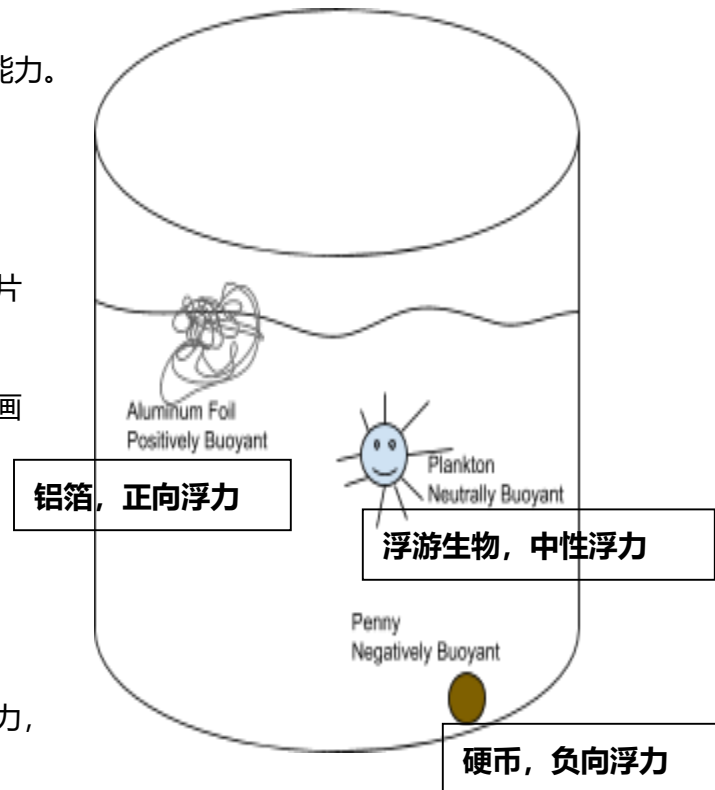 能力。
片
画
Aluminum Foil
Positively Buoyant
铝箔，正向浮力
Plankton
Neutrally Buoyant
浮游生物，中性浮力
Penny
Negatively Buoyant
力，
硬币，负向浮力